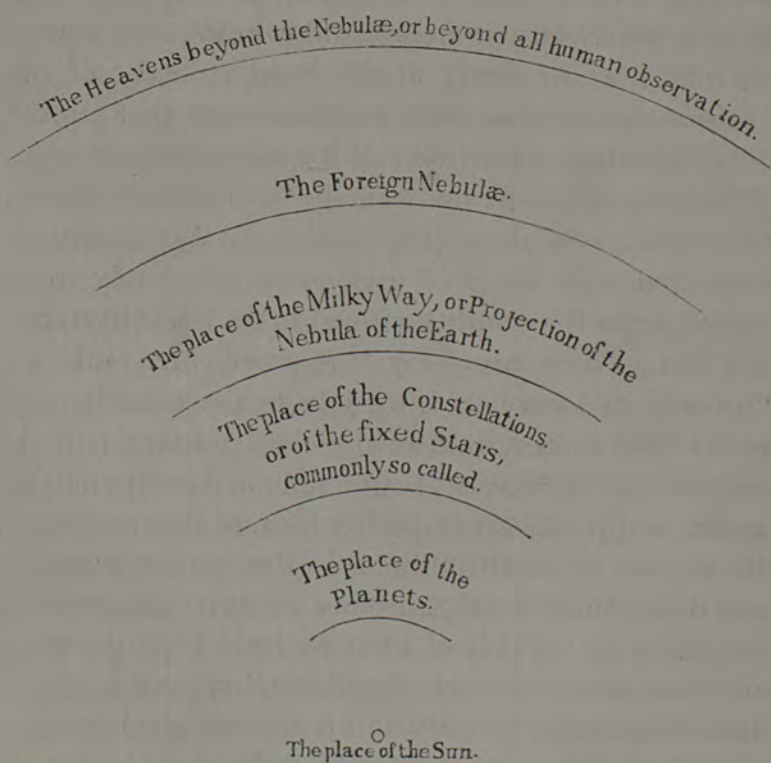 The Heavens beyond the Nebulæ, or beyond all human observation.
The Foreign Nebulæ.
The place of the Milky Way, or Projection of the
Nebula of the Earth.
The place of the Constellations,
or of the fixed Stars,
commonly so called.
The place of the
Planets.
The place of the Sun.